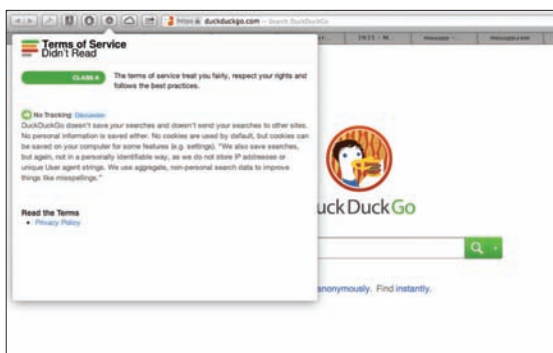 https duckduckgo.com — Search DuckDuckGo
Terms of Service
Didn't Read
CLASS A
The terms of service treat you fairly, respect your rights and
follows the best practices.
No Tracking Discussion
DuckDuckGo doesn't save your searches and doesn't send your searches to other sites.
No personal information is saved either. No cookies are used by default, but cookies can
be saved on your computer for some features (e.g. settings). "We also save searches,
but again, not in a personally identifiable way, as we do not store IP addresses or
unique User agent strings. We use aggregate, non-personal search data to improve
things like misspellings."
Read the Terms
• Privacy Policy
uckDuckGo
anonymously. Find instantly.